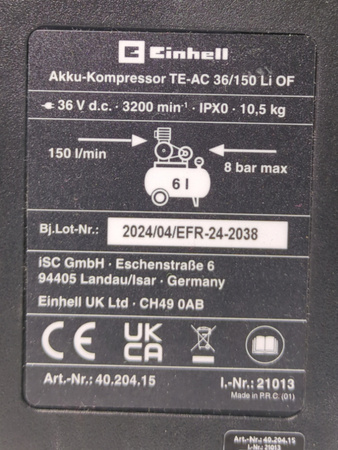 Einhell
Akku-Kompressor TE-AC 36/150 Li OF
36 V d.c. · 3200 min⁻¹ · IPX0 · 10,5 kg
150 l/min
8 bar max
6 l
Bj.Lot-Nr.: 2024/04/EFR-24-2038
iSC GmbH · Eschenstraße 6
94405 Landau/Isar · Germany
Einhell UK Ltd · CH49 0AB
CE UK CA
Art.-Nr.: 40.204.15 I.-Nr.: 21013
Made in P.R.C. (01)
Art.-Nr.: 40.204.15
I.-Nr.: 21013